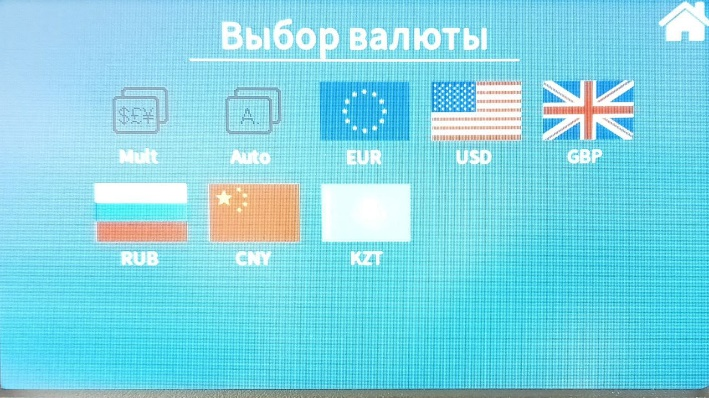 Выбор валюты
$£¥ A.
Mult Auto EUR USD GBP
RUB CNY KZT